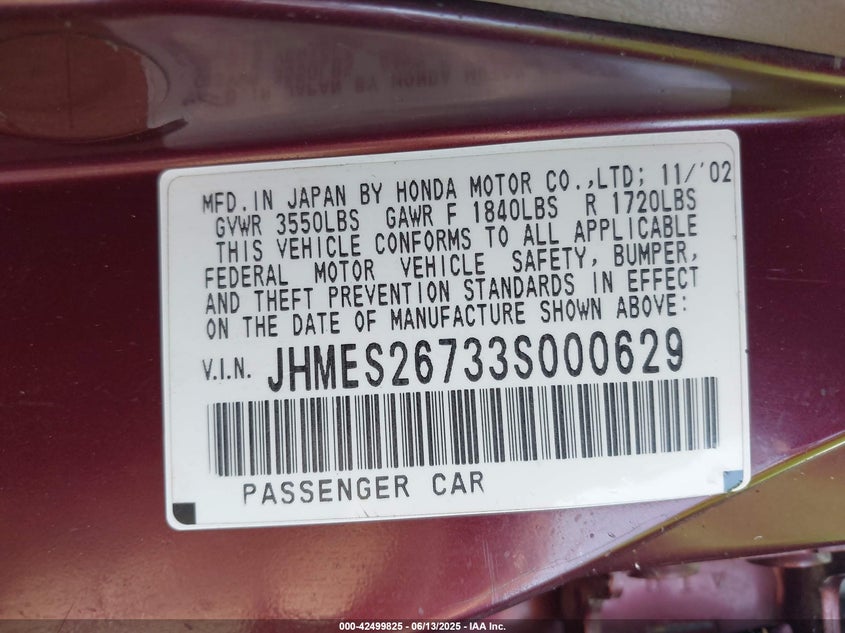 MFD.IN JAPAN BY HONDA MOTOR CO.,LTD; 11/'02
GVWR 3550LBS GAWR F 1840LBS R 1720LBS
THIS VEHICLE CONFORMS TO ALL APPLICABLE
FEDERAL MOTOR VEHICLE SAFETY, BUMPER,
AND THEFT PREVENTION STANDARDS IN EFFECT
ON THE DATE OF MANUFACTURE SHOWN ABOVE:
V.I.N. JHMES26733S000629
PASSENGER CAR
000-42499825 - 06/13/2025 - IAA Inc.